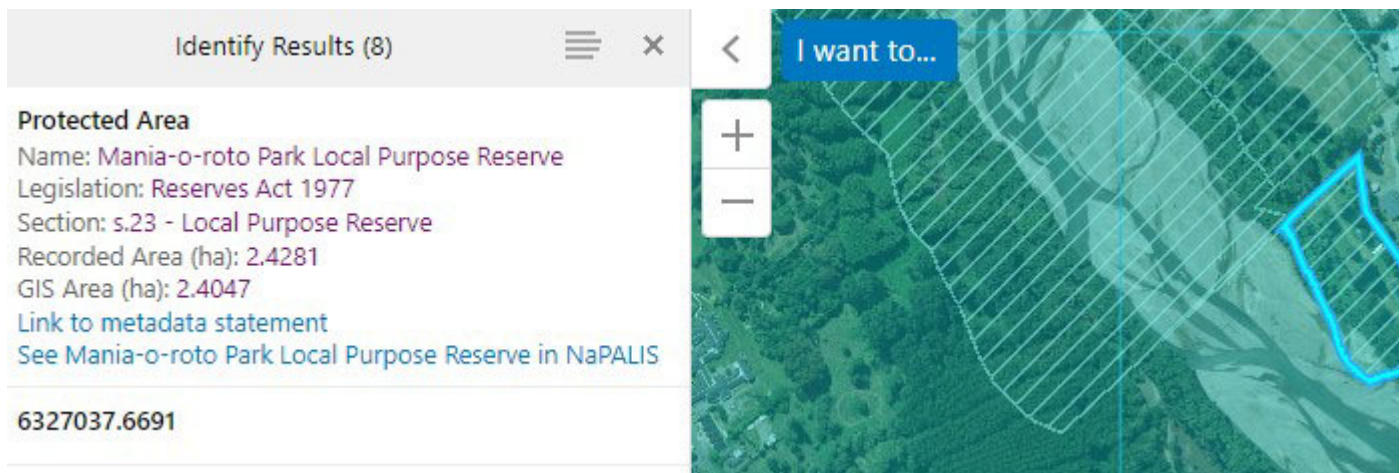 Identify Results (8)
I want to...
Protected Area
Name: Mania-o-roto Park Local Purpose Reserve
Legislation: Reserves Act 1977
Section: s.23 - Local Purpose Reserve
Recorded Area (ha): 2.4281
GIS Area (ha): 2.4047
Link to metadata statement
See Mania-o-roto Park Local Purpose Reserve in NaPALIS
6327037.6691